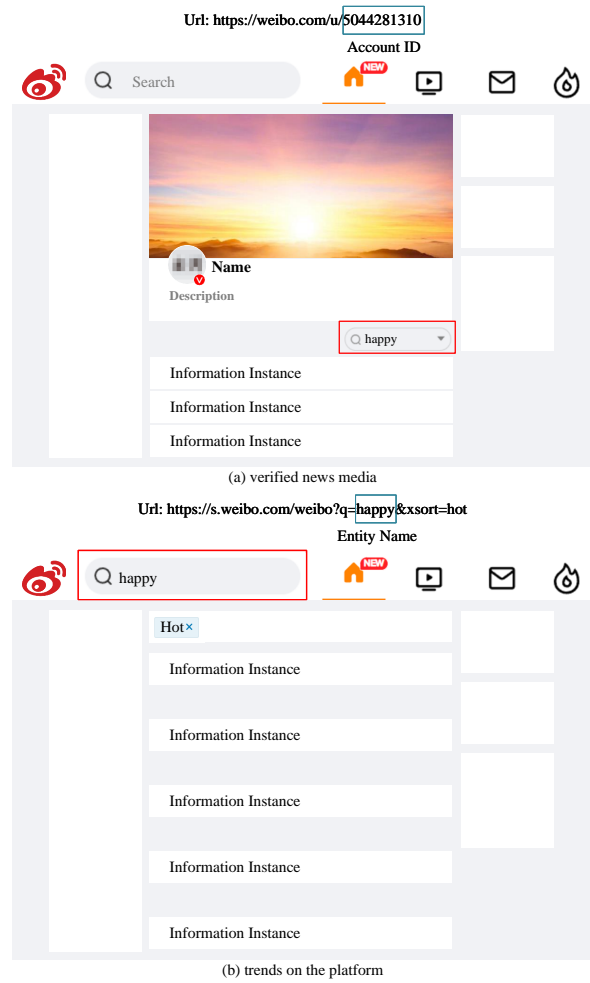 Url: https://weibo.com/u/5044281310
Account ID
Search
NEW
Name
V
Description
happy
Information Instance
Information Instance
Information Instance
(a) verified news media
Url: https://s.weibo.com/weibo?q=happy&xsort=hot
Entity Name
happy
NEW
Hot×
Information Instance
Information Instance
Information Instance
Information Instance
Information Instance
(b) trends on the platform